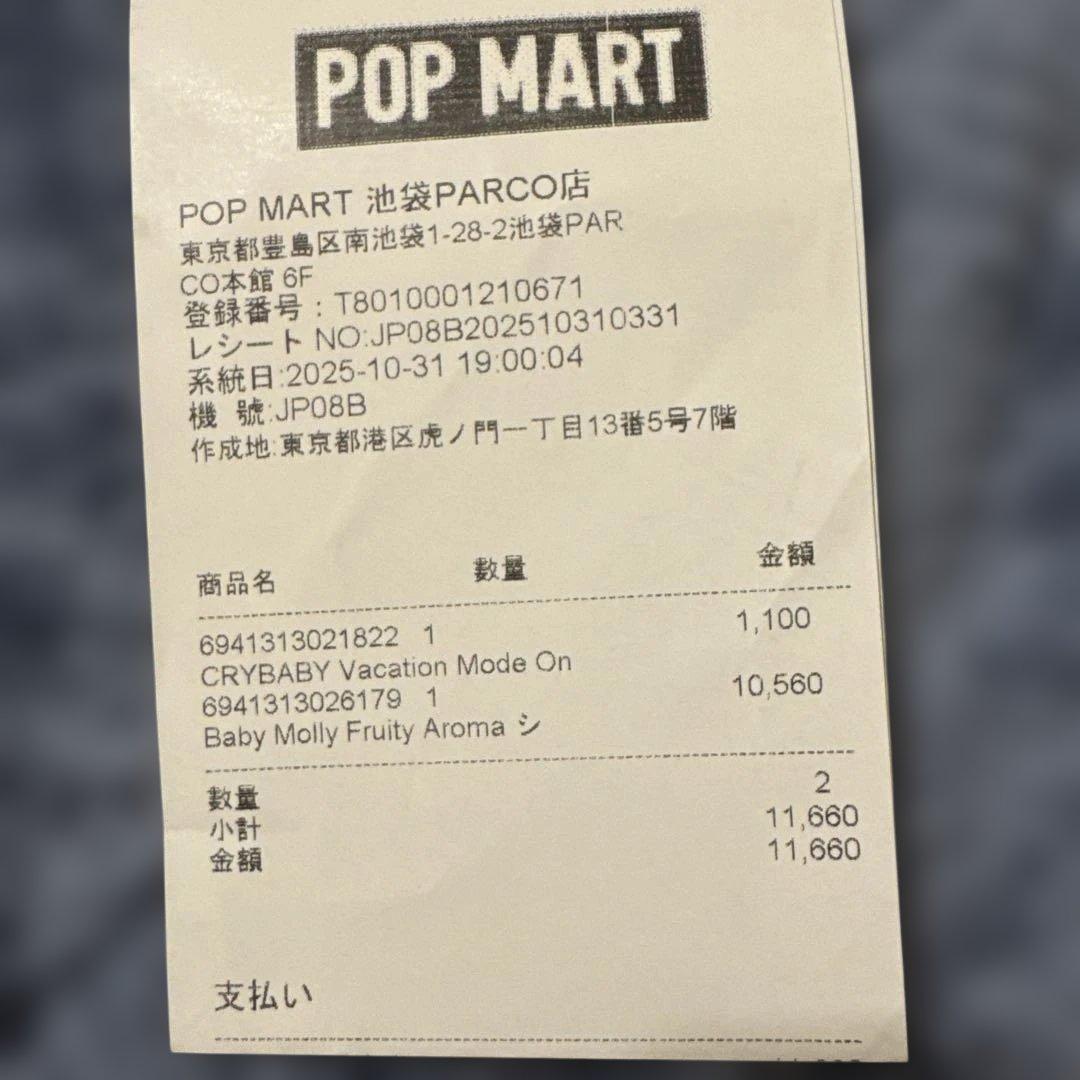 POP MART
POP MART 池袋PARCO店
東京都豊島区南池袋1-28-2池袋PAR
CO本館 6F
登録番号：T8010001210671
レシート NO:JP08B202510310331
系統日:2025-10-31 19:00:04
機 號:JP08B
作成地:東京都港区虎ノ門一丁目13番5号7階
商品名 數量 金額
6941313021822 1 1,100
CRYBABY Vacation Mode On
6941313026179 1 10,560
Baby Molly Fruity Aroma シ
數量 2
小計 11,660
金額 11,660
支払い